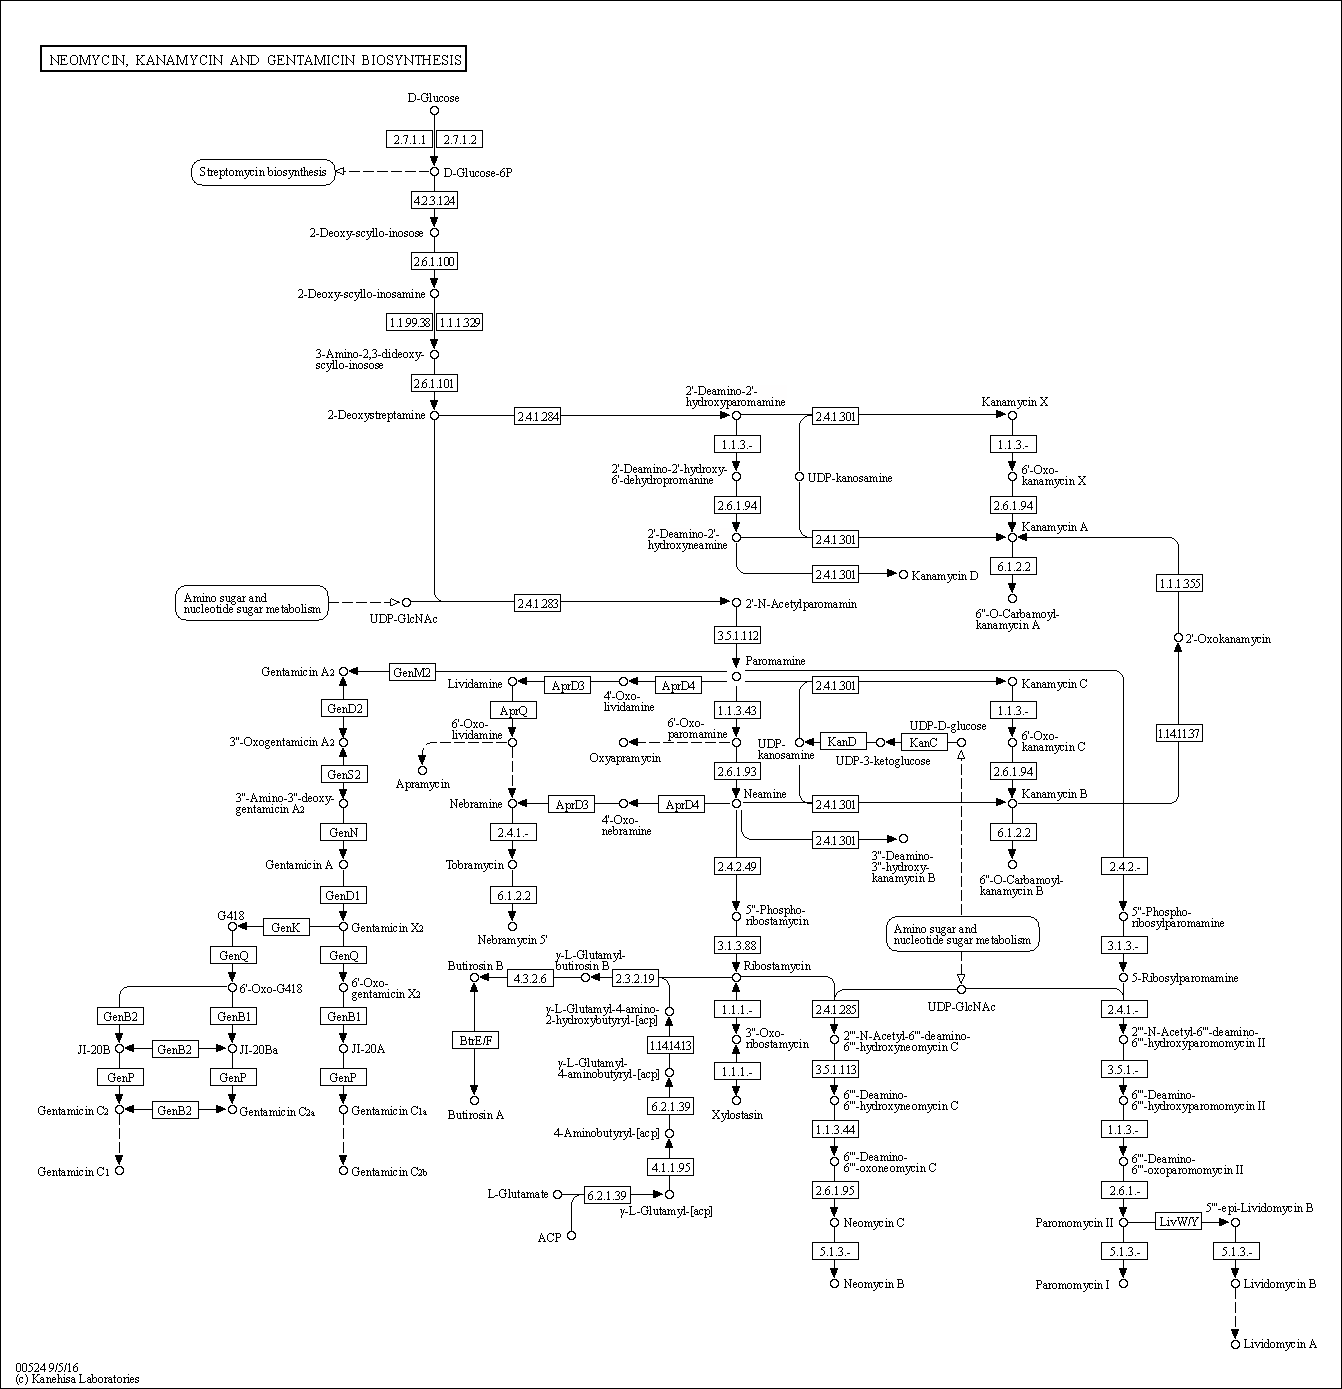 NEOMYCIN, KANAMYCIN AND GENTAMICIN BIOSYNTHESIS
D-Glucose
2.7.1.1 2.7.1.2
Streptomycin biosynthesis
D-Glucose-6P
4.2.3.124
2-Deoxy-scyllo-inosose
2.6.1.100
2-Deoxy-scyllo-inosamine
1.1.99.38 1.1.1.329
3-Amino-2,3-dideoxy-
scyllo-inosose
2.6.1.101
2-Deoxystreptamine
2.4.1.284
2'-Deamino-2'-
hydroxyparomamine
2.4.1.301
Kanamycin X
1.1.3.-
1.1.3.-
2'-Deamino-2'-hydroxy-
6'-dehydropromanine
UDP-kanosamine
6'-Oxo-
kanamycin X
2.6.1.94
2.6.1.94
2'-Deamino-2'-
hydroxyneamine
2.4.1.301
Kanamycin A
2.4.1.301
Kanamycin D
6.1.2.2
1.1.1.355
Amino sugar and
nucleotide sugar metabolism
UDP-GlcNAc
2.4.1.283
2'-N-Acetylparomamin
6''-O-Carbamoyl-
kanamycin A
3.5.1.112
2'-Oxokanamycin
Paromamine
Gentamicin A2
GenM2
Lividamine
AprD3
4'-Oxo-
lividamine
AprD4
2.4.1.301
Kanamycin C
GenD2
AprQ
1.1.3.43
1.1.3.-
6'-Oxo-
lividamine
6'-Oxo-
paromamine
UDP-D-glucose
3''-Oxogentamicin A2
Oxyapramycin
UDP-
kanosamine
KanD
UDP-3-ketoglucose
KanC
6'-Oxo-
kanamycin C
1.14.11.37
GenS2
Apramycin
2.6.1.93
2.6.1.94
3''-Amino-3''-deoxy-
gentamicin A2
Nebramine
AprD3
4'-Oxo-
nebramine
AprD4
Neamine
2.4.1.301
Kanamycin B
GenN
2.4.1.-
2.4.1.301
6.1.2.2
Gentamicin A
Tobramycin
2.4.2.49
3''-Deamino-
3''-hydroxy-
kanamycin B
6''-O-Carbamoyl-
kanamycin B
2.4.2.-
GenD1
6.1.2.2
G418
GenK
Gentamicin X2
Nebramycin 5'
5''-Phospho-
ribostamycin
Amino sugar and
nucleotide sugar metabolism
5''-Phospho-
ribosylparomamine
GenQ
GenQ
3.1.3.88
3.1.3.-
6'-Oxo-G418
6'-Oxo-
gentamicin X2
Butirosin B
4.3.2.6
γ-L-Glutamyl-
butirosin B
2.3.2.19
Ribostamycin
5-Ribosylparomamine
UDP-GlcNAc
GenB2
GenB1
GenB1
γ-L-Glutamyl-4-amino-
2-hydroxybutyryl-[acp]
1.1.1.-
2.4.1.285
2.4.1.-
JI-20B
GenB2
JI-20Ba
JI-20A
BtrE/F
1.14.14.13
3''-Oxo-
ribostamycin
2'''-N-Acetyl-6'''-deamino-
6'''-hydroxyneomycin C
2'''-N-Acetyl-6'''-deamino-
6'''-hydroxyparomomycin II
GenP
GenP
GenP
γ-L-Glutamyl-
4-aminobutyryl-[acp]
1.1.1.-
3.5.1.113
3.5.1.-
Gentamicin C2
GenB2
Gentamicin C2a
Gentamicin C1a
Butirosin A
6.2.1.39
Xylostasin
6'''-Deamino-
6'''-hydroxyneomycin C
6'''-Deamino-
6'''-hydroxyparomomycin II
4-Aminobutyryl-[acp]
1.1.3.44
1.1.3.-
Gentamicin C1
Gentamicin C2b
4.1.1.95
6'''-Deamino-
6'''-oxoneomycin C
6'''-Deamino-
6'''-oxoparomomycin II
L-Glutamate
6.2.1.39
γ-L-Glutamyl-[acp]
2.6.1.95
2.6.1.-
ACP
Neomycin C
Paromomycin II
LivW/Y
5'''-epi-Lividomycin B
5.1.3.-
5.1.3.-
5.1.3.-
Neomycin B
Paromomycin I
Lividomycin B
Lividomycin A
00524 9/5/16
(c) Kanehisa Laboratories